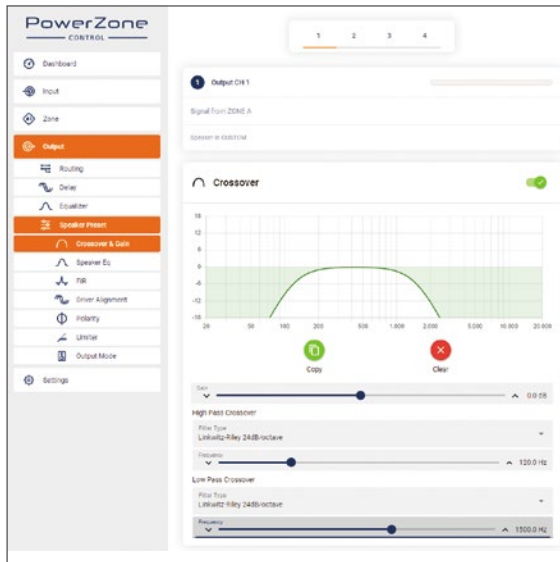 PowerZone
CONTROL
Dashboard
Input
Zone
Output
Routing
Delay
Equalizer
Speaker Preset
Crossover & Gain
Speaker Eq
FIR
Driver Alignment
Polarity
Limiter
Output Mode
Settings
1 2 3 4
1 Output CH 1
Signal from ZONE A
Speaker is CUSTOM
Crossover
18
12
6
0
-6
-12
-18
20 50 100 200 500 1.000 2.000 5.000 10.000 20.000
Copy Clear
Gain
0.0 dB
High Pass Crossover
Filter Type
Linkwitz-Riley 24dB/octave
Frequency
120.0 Hz
Low Pass Crossover
Filter Type
Linkwitz-Riley 24dB/octave
Frequency
1500.0 Hz